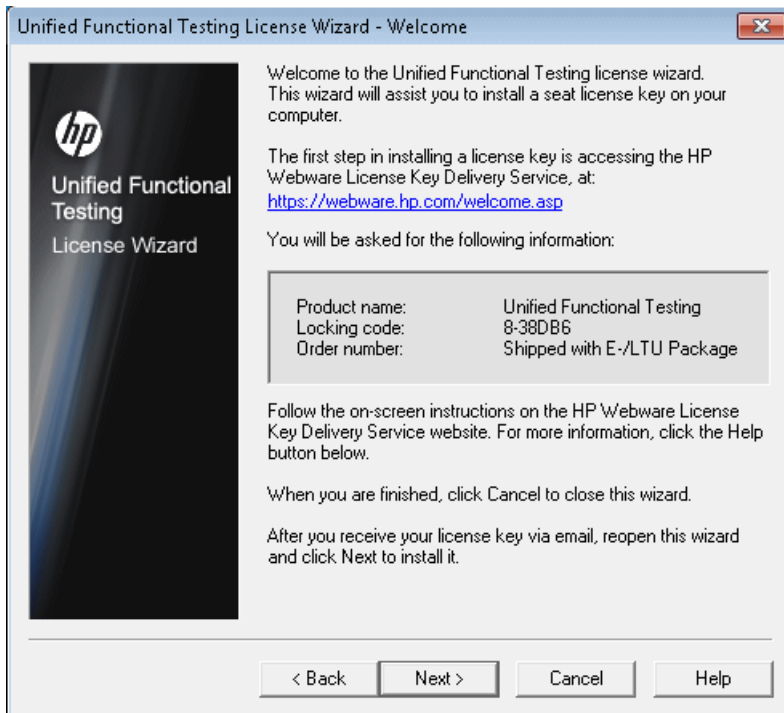 Unified Functional Testing License Wizard - Welcome
hp
Unified Functional
Testing
License Wizard
Welcome to the Unified Functional Testing license wizard.
This wizard will assist you to install a seat license key on your
computer.
The first step in installing a license key is accessing the HP
Webware License Key Delivery Service, at:
https://webware.hp.com/welcome.asp
You will be asked for the following information:
Product name: Unified Functional Testing
Locking code: 8-38DB6
Order number: Shipped with E-/LTU Package
Follow the on-screen instructions on the HP Webware License
Key Delivery Service website. For more information, click the Help
button below.
When you are finished, click Cancel to close this wizard.
After you receive your license key via email, reopen this wizard
and click Next to install it.
< Back Next > Cancel Help